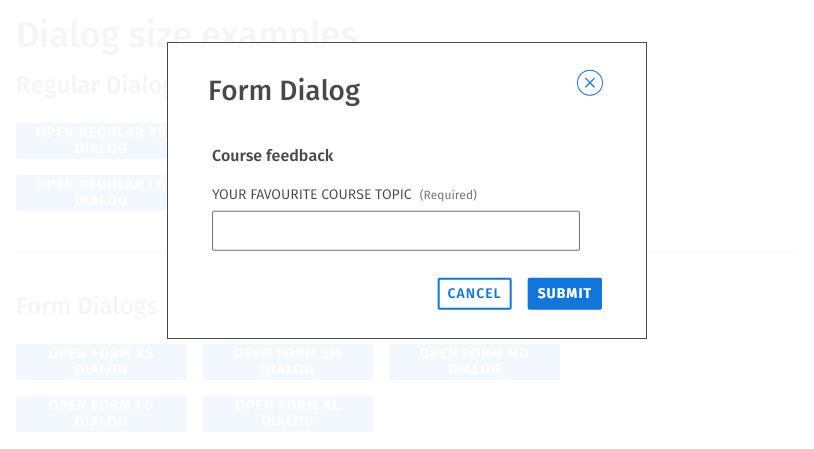 Dialog size examples
Regular Dialog
OPEN REGULAR XS
DIALOG
OPEN REGULAR LG
DIALOG
Form Dialog
Course feedback
YOUR FAVOURITE COURSE TOPIC (Required)
CANCEL
SUBMIT
Form Dialogs
OPEN FORM XS
DIALOG
OPEN FORM SM
DIALOG
OPEN FORM MD
DIALOG
OPEN FORM LG
DIALOG
OPEN FORM XL
DIALOG